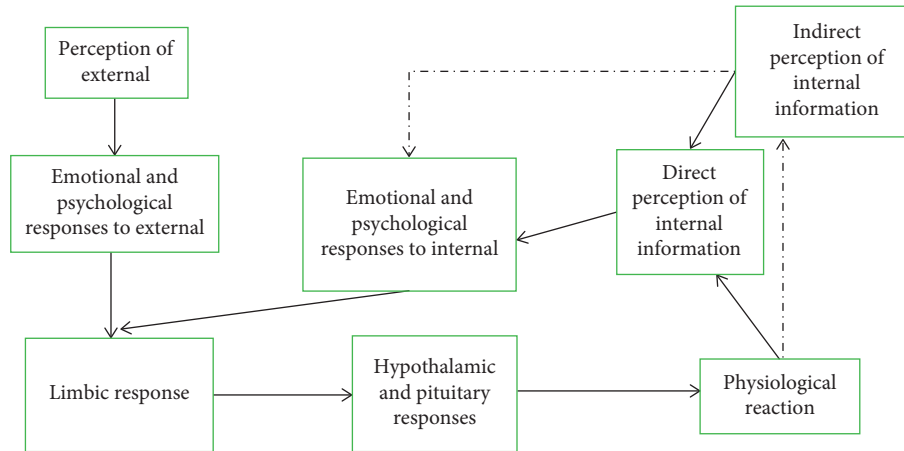 Perception of
external
Indirect
perception of
internal
information
Emotional and
psychological
responses to external
Emotional and
psychological
responses to internal
Direct
perception of
internal
information
Limbic response
Hypothalamic
and pituitary
responses
Physiological
reaction